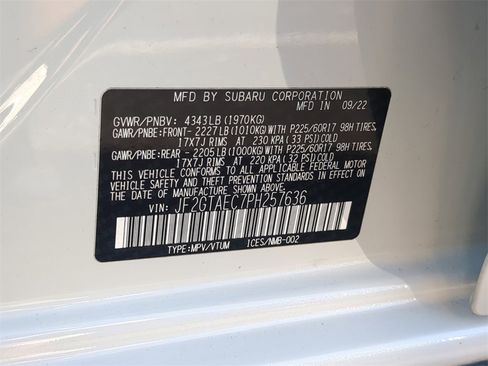 MFD BY SUBARU CORPORATION
MADE IN JAPAN 09/22
GVWR/PNBV: 4343LB (1970KG)
GAWR/PNBE:FRONT- 2227LB (1010KG) WITH P225/60R17 98H TIRES,
17X7J RIMS AT 230 KPA (33 PSI) COLD
GAWR/PNBE:REAR - 2205LB (1000KG) WITH P225/60R17 98H TIRES,
17X7J RIMS AT 220 KPA (32 PSI) COLD
THIS VEHICLE CONFORMS TO ALL APPLICABLE FEDERAL MOTOR
VEHICLE SAFETY, BUMPER, AND THEFT PREVENTION STANDARDS IN EFFECT ON
THE DATE OF MANUFACTURE SHOWN ABOVE.
VIN: JF2GTAEC7PH257636
TYPE:MPV/VTUM ICES/NMB-002